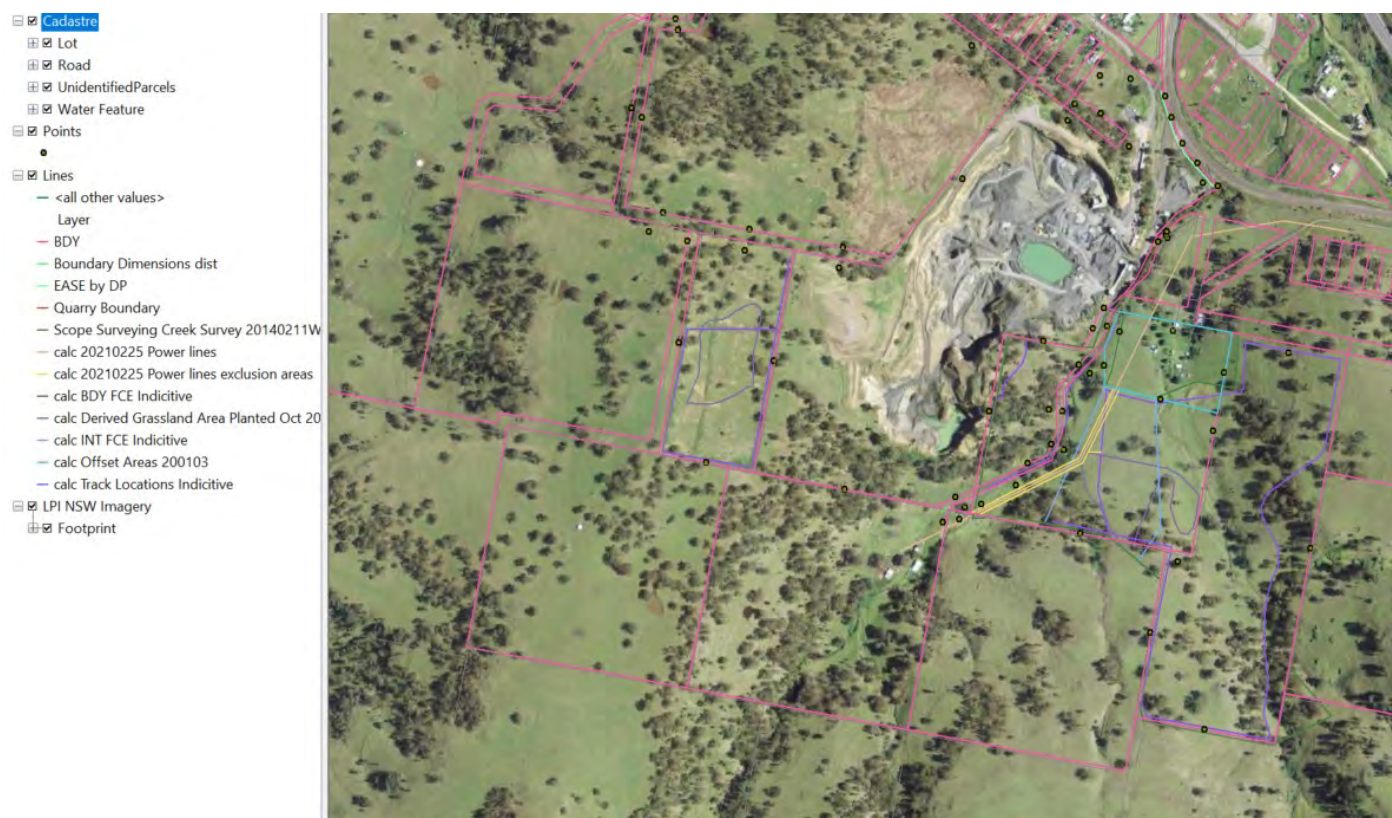 Cadastre
Lot
Road
UnidentifiedParcels
Water Feature
Points
Lines
<all other values>
Layer
BDY
Boundary Dimensions dist
EASE by DP
Quarry Boundary
Scope Surveying Creek Survey 20140211W
calc 20210225 Power lines
calc 20210225 Power lines exclusion areas
calc BDY FCE Indicitive
calc Derived Grassland Area Planted Oct 20
calc INT FCE Indicitive
calc Offset Areas 200103
calc Track Locations Indicitive
LPI NSW Imagery
Footprint